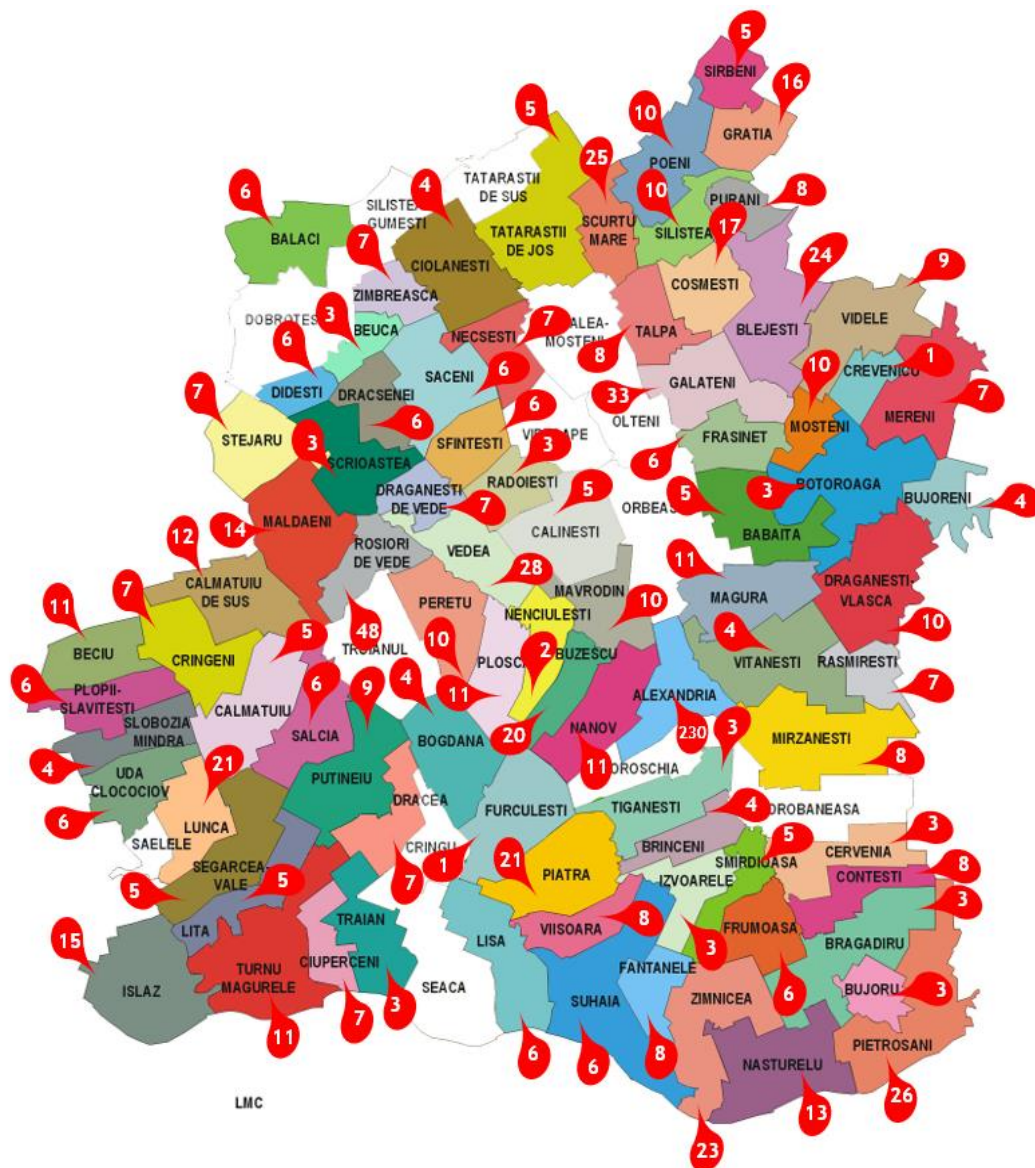 5
SIRBENI
16
10
GRATIA
5
POENI
25
TATARASTII
DE SUS
4
10
8
PURANI
6
SILISTEA
GUMESTI
SCURTU
MARE
SILISTEA
17
BALACI
TATARASTII
DE JOS
7
CIOLANESTI
COSMESTI
24
9
ZIMBREASCA
3
BEUCA
NECSESTI
7
TALPA
BLEJESTI
VIDELE
1
6
8
CREVENICU
SACENI
6
33
GALATENI
10
7
DIDESTI
DRACSENEI
MERENI
7
6
6
OLTENI
MOSTENI
STEJARU
3
SFINTESTI
FRASINET
6
SCRIOASTEA
3
RADOIESTI
BOTOROAGA
3
DRAGANESTI
DE VEDE
7
5
5
BUJORENI
4
MALDAENI
14
CALINESTI
BABAITA
12
ROSIORI
DE VEDE
VEDEA
CALMATUIU
DE SUS
28
11
DRAGANESTI-
VLASCA
7
PERETU
MAVRODIN
MAGURA
11
NENCIULESTI
10
10
BECIU
CRINGENI
5
48
4
BUZESCU
VITANESTI
RASMIRESTI
6
PLOPII-
SLAVITESTI
6
9
10
2
7
CALMATUIU
4
11
ALEXANDRIA
SLOBOZIA
MINDRA
SALCIA
BOGDANA
20
NANOV
230
3
MIRZANESTI
4
21
11
8
UDA
CLOCOCIOV
PUTINEIU
6
LUNCA
DRACEA
FURCULESTI
TIGANESTI
4
SAELELE
CRINGU
BRINCENI
3
SEGARCEA-
VALE
1
21
SMIRDIOASA
5
CERVENIA
7
IZVOARELE
8
5
5
PIATRA
CONTESTI
3
TRAIAN
VIISOARA
8
FRUMOASA
15
LITA
LISA
3
BRAGADIRU
CIUPERCENI
FANTANELE
ISLAZ
TURNU
MAGURELE
SEACA
SUHAIA
ZIMNICEA
6
BUJORU
3
11
7
3
6
6
8
NASTURELU
PIETROSANI
13
26
23
LMC